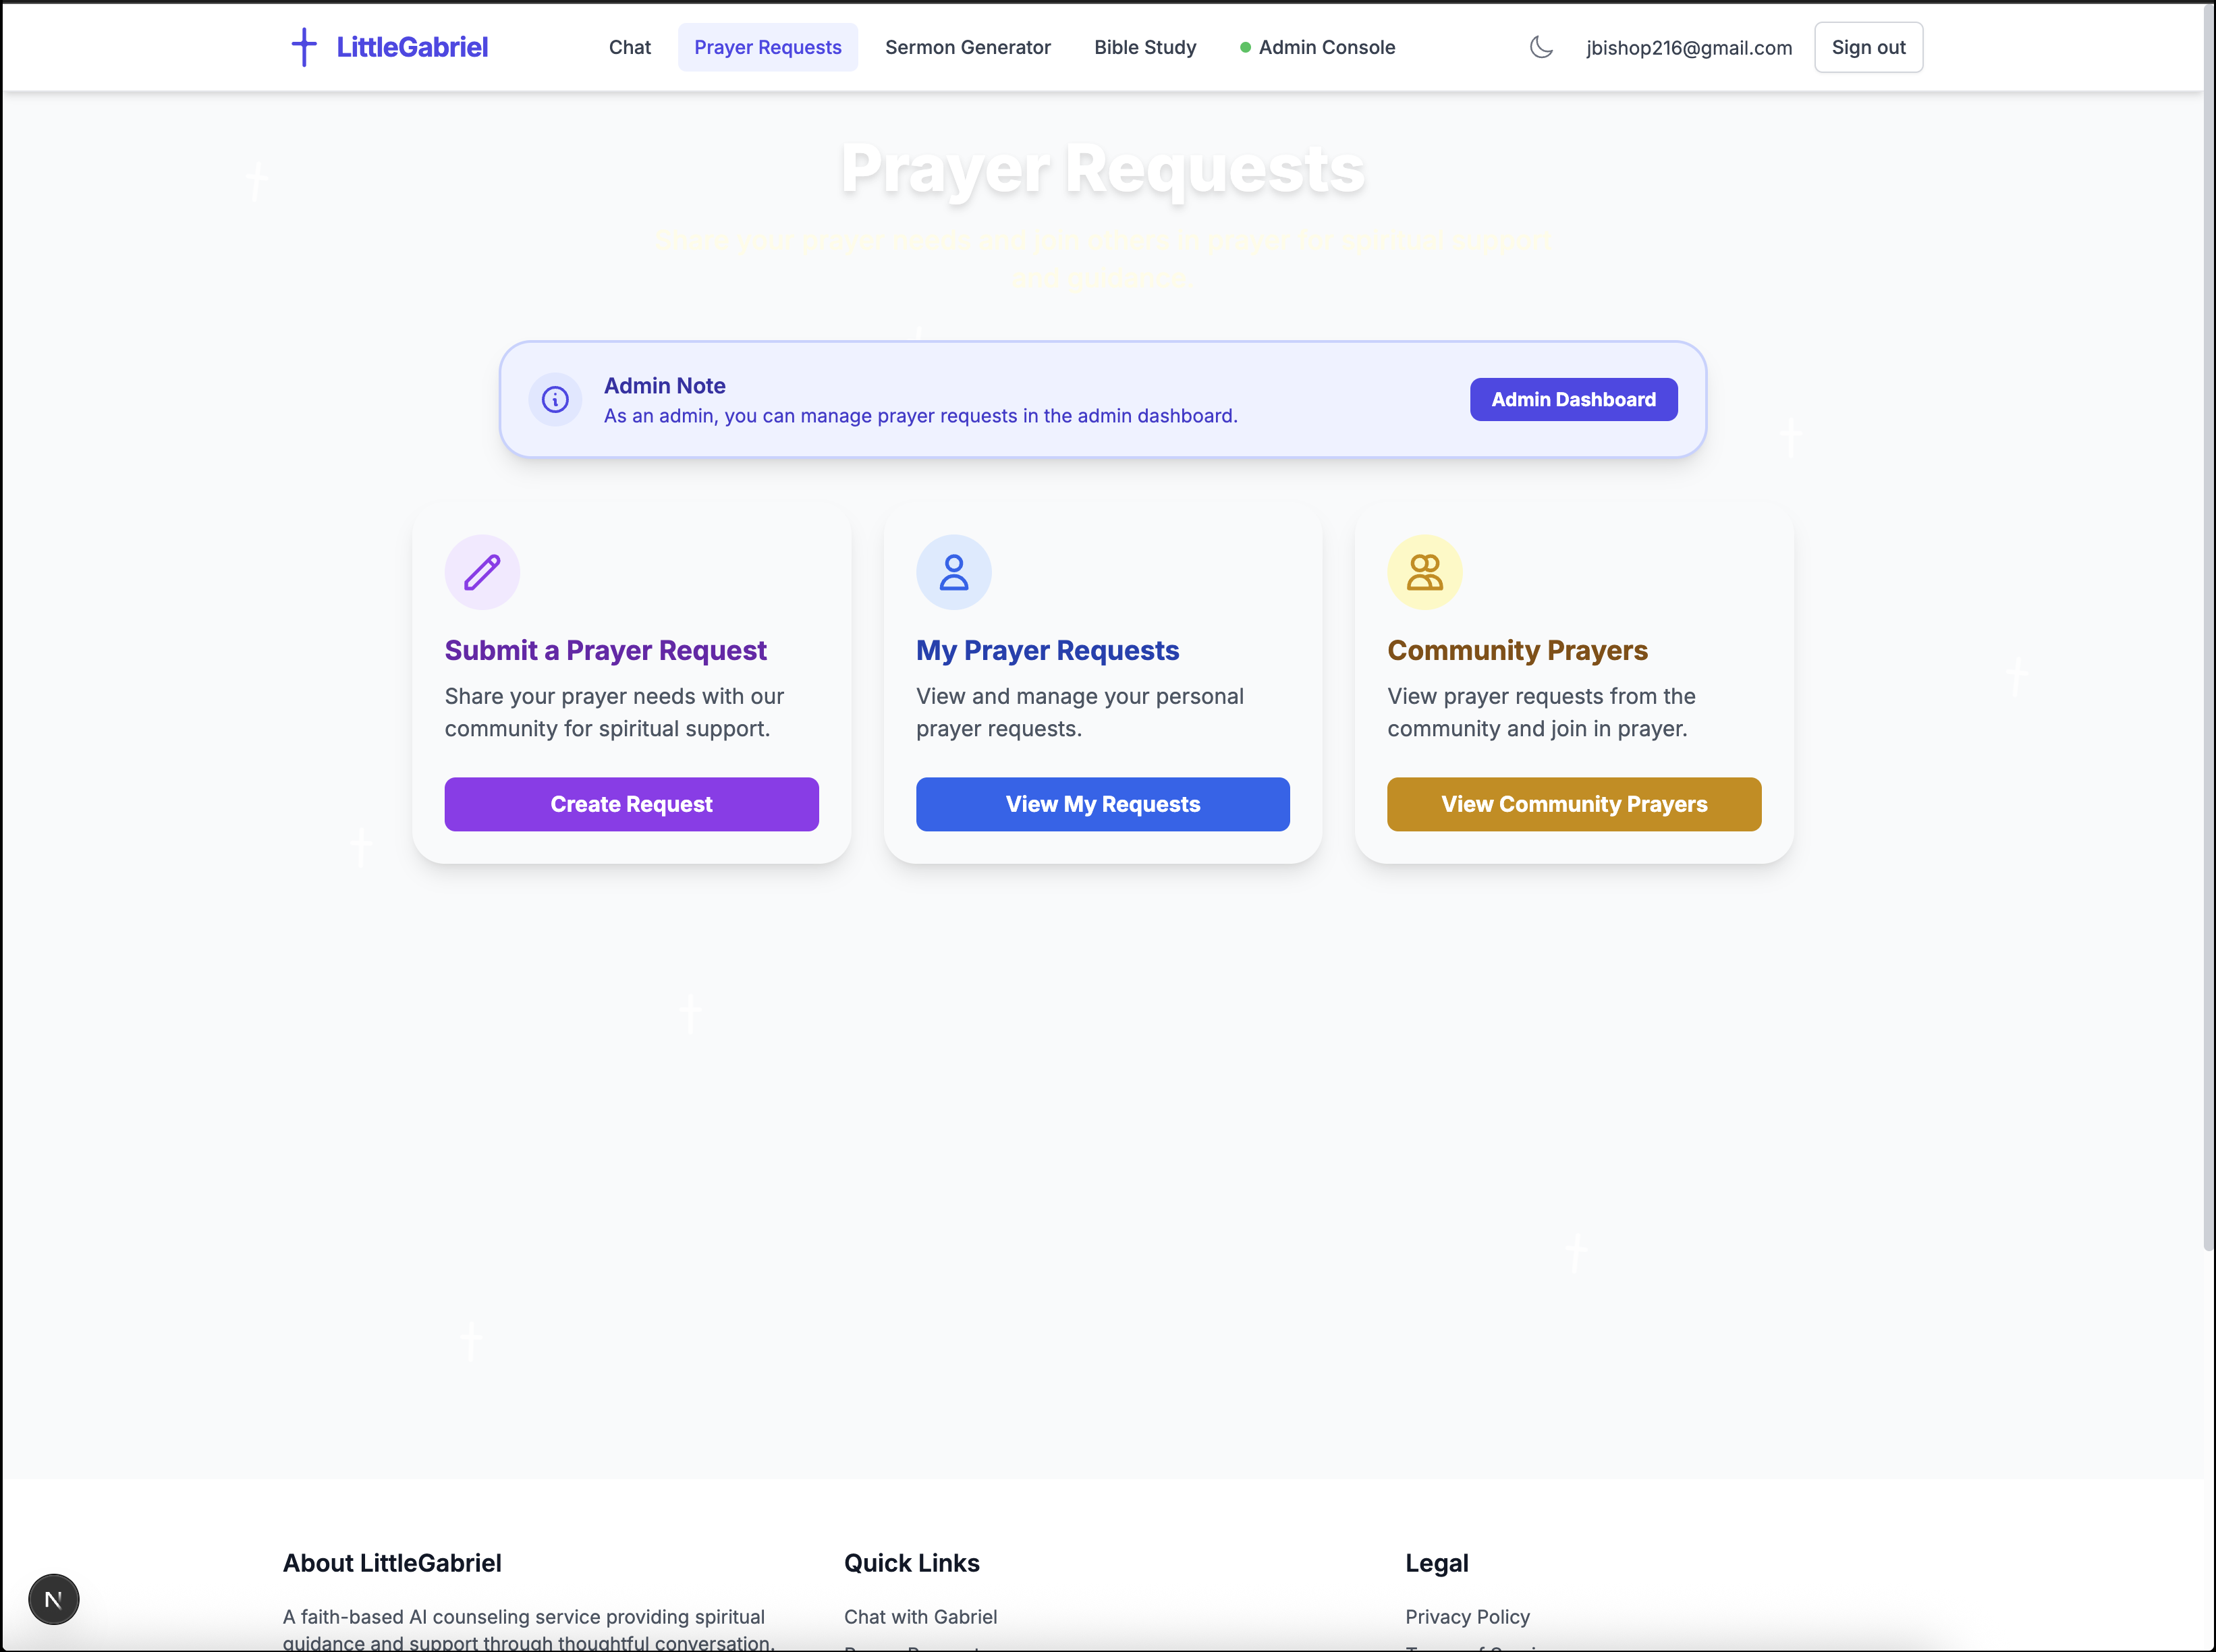 LittleGabriel
Chat
Prayer Requests
Sermon Generator
Bible Study
Admin Console
jbishop216@gmail.com
Sign out
Prayer Requests
Share your prayer needs and join others in prayer for spiritual support
and guidance.
Admin Note
As an admin, you can manage prayer requests in the admin dashboard.
Admin Dashboard
Submit a Prayer Request
Share your prayer needs with our
community for spiritual support.
Create Request
My Prayer Requests
View and manage your personal
prayer requests.
View My Requests
Community Prayers
View prayer requests from the
community and join in prayer.
View Community Prayers
About LittleGabriel
A faith-based AI counseling service providing spiritual
guidance and support through thoughtful conversation.
Quick Links
Chat with Gabriel
Legal
Privacy Policy
N